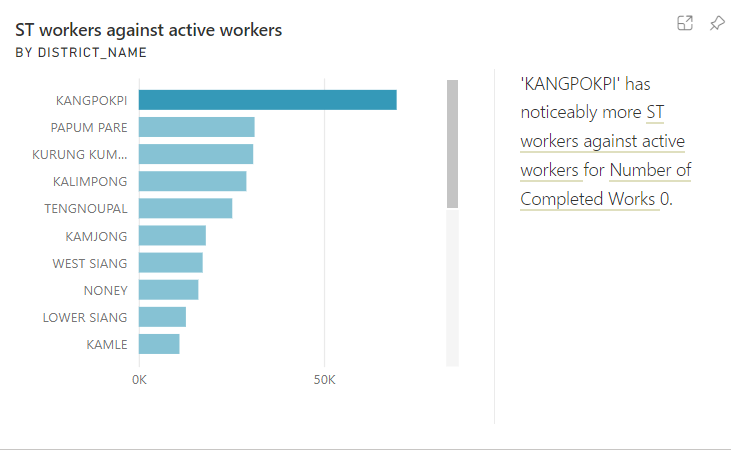 ST workers against active workers
BY DISTRICT_NAME
KANGPOKPI
PAPUM PARE
KURUNG KUM...
KALIMPONG
TENGNOUPAL
KAMJONG
WEST SIANG
NONEY
LOWER SIANG
KAMLE
0K
50K
'KANGPOKPI' has
noticeably more ST
workers against active
workers for Number of
Completed Works 0.